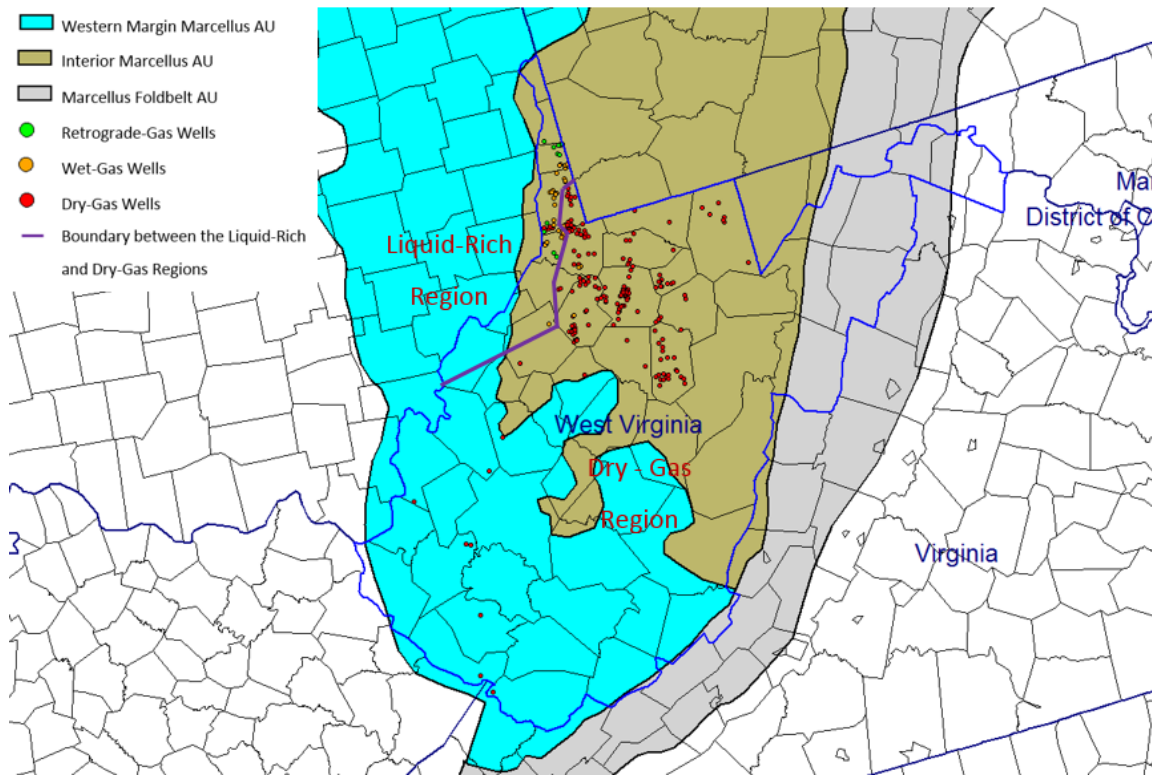 Western Margin Marcellus AU
Interior Marcellus AU
Marcellus Foldbelt AU
Retrograde-Gas Wells
Wet-Gas Wells
Dry-Gas Wells
Boundary between the Liquid-Rich
and Dry-Gas Regions
Ma
District of C
Liquid-Rich
Region
West Virginia
Dry - Gas
Region
Virginia